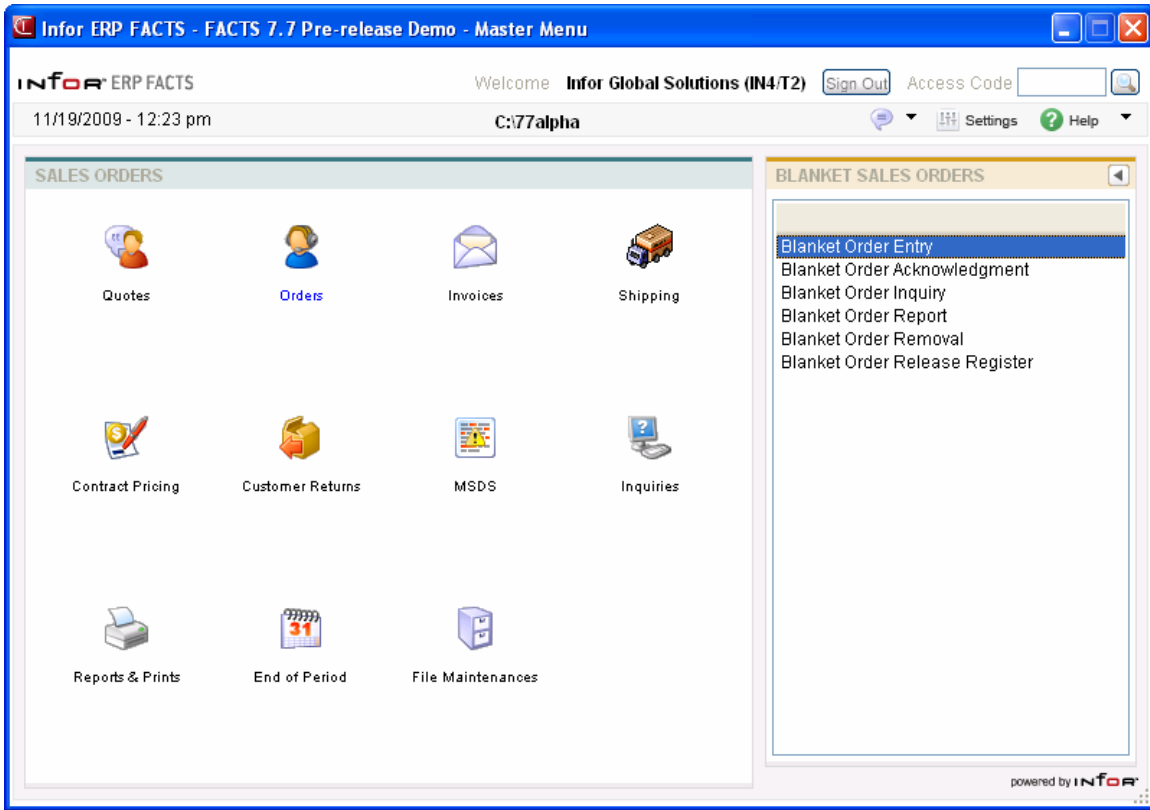 Infor ERP FACTS - FACTS 7.7 Pre-release Demo - Master Menu
infor ERP FACTS
Welcome Infor Global Solutions (IN4/T2) Sign Out Access Code
11/19/2009 - 12:23 pm C:\77alpha Settings Help
SALES ORDERS
Quotes Orders Invoices Shipping
Contract Pricing Customer Returns MSDS Inquiries
31
Reports & Prints End of Period File Maintenances
BLANKET SALES ORDERS
Blanket Order Entry
Blanket Order Acknowledgment
Blanket Order Inquiry
Blanket Order Report
Blanket Order Removal
Blanket Order Release Register
powered by infor